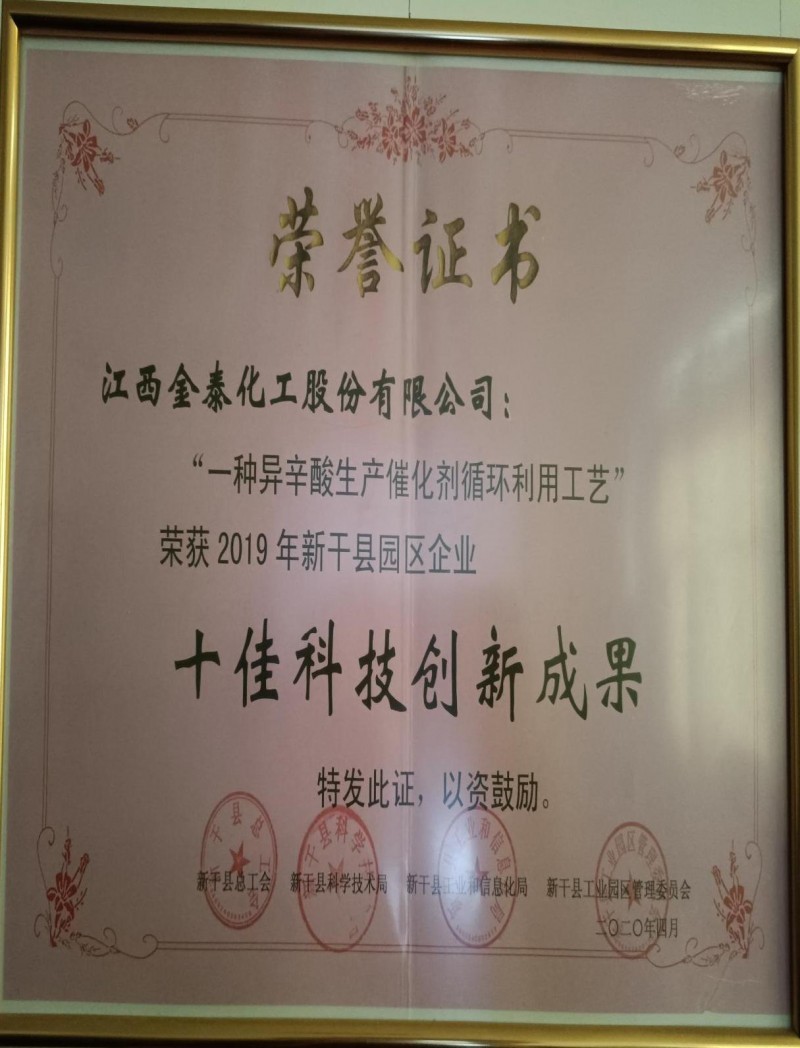 荣誉证书
江西金泰化工股份有限公司：
“一种异辛酸生产催化剂循环利用工艺”
荣获2019年新干县园区企业
十佳科技创新成果
特发此证，以资鼓励。
新干县总工会 新干县科学技术局 新干县工业和信息化局 新干县工业园区管理委员会
二〇二〇年四月